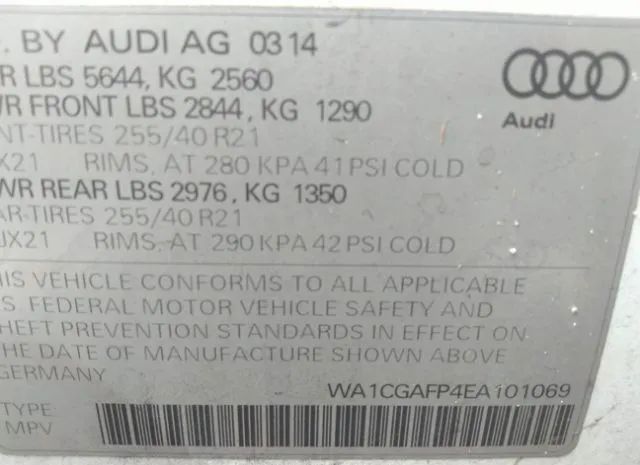 . BY AUDI AG 0314
R LBS 5644, KG 2560
WR FRONT LBS 2844, KG 1290
NT-TIRES 255/40 R21
X21 RIMS, AT 280 KPA 41 PSI COLD
WR REAR LBS 2976, KG 1350
AR-TIRES 255/40 R21
JX21 RIMS, AT 290 KPA 42 PSI COLD
Audi
HIS VEHICLE CONFORMS TO ALL APPLICABLE
.S. FEDERAL MOTOR VEHICLE SAFETY AND
HEFT PREVENTION STANDARDS IN EFFECT ON
HE DATE OF MANUFACTURE SHOWN ABOVE.
GERMANY
WA1CGAFP4EA101069
TYPE
MPV